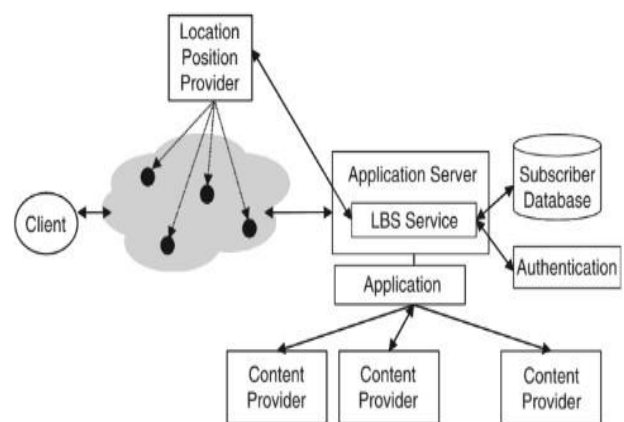 Location
Position
Provider
Client
Application Server
LBS Service
Subscriber
Database
Authentication
Application
Content
Provider
Content
Provider
Content
Provider